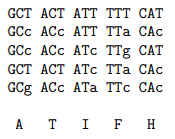 GCT ACT ATT TTT CAT
GCc ACc ATT TTa CAc
GCc ACc ATc TTg CAT
GCT ACT ATc TTa CAc
GCg ACc ATa TTc CAc
A T I F H